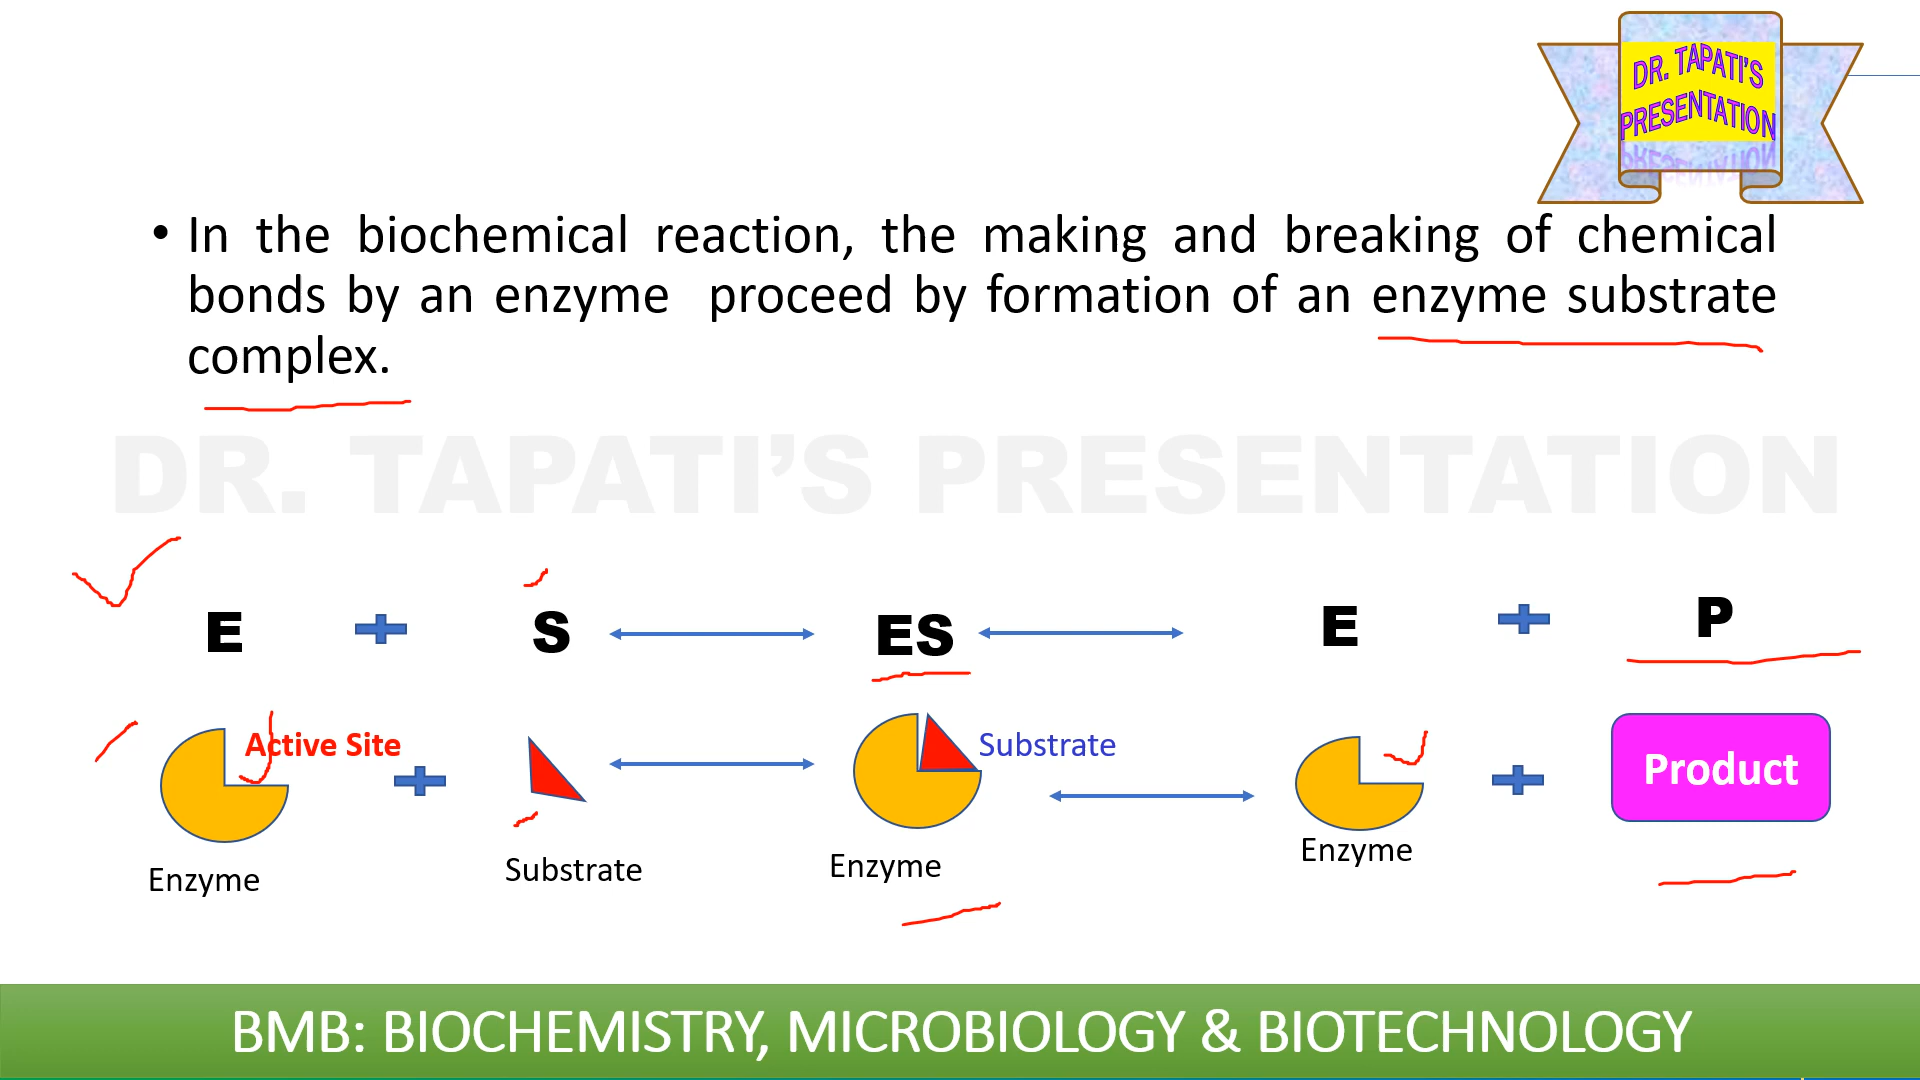 DR. TAPATI'S
PRESENTATION
• In the biochemical reaction, the making and breaking of chemical
bonds by an enzyme proceed by formation of an enzyme substrate
complex.
DR. TAPATI'S PRESENTATION
E + S ES E + P
Active Site
Substrate
Product
Enzyme
Substrate
Enzyme
Enzyme
BMB: BIOCHEMISTRY, MICROBIOLOGY & BIOTECHNOLOGY